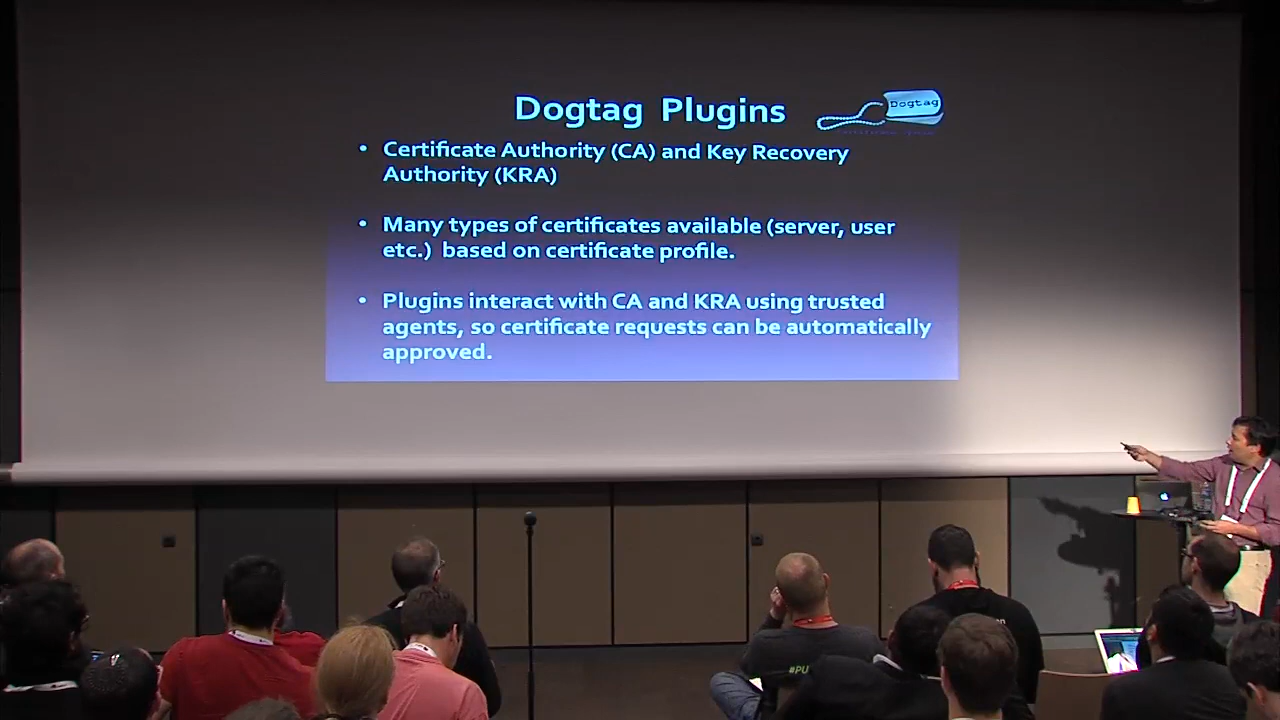 Dogtag Plugins
Dogtag
• Certificate Authority (CA) and Key Recovery
Authority (KRA)
• Many types of certificates available (server, user
etc.) based on certificate profile.
• Plugins interact with CA and KRA using trusted
agents, so certificate requests can be automatically
approved.
#PU